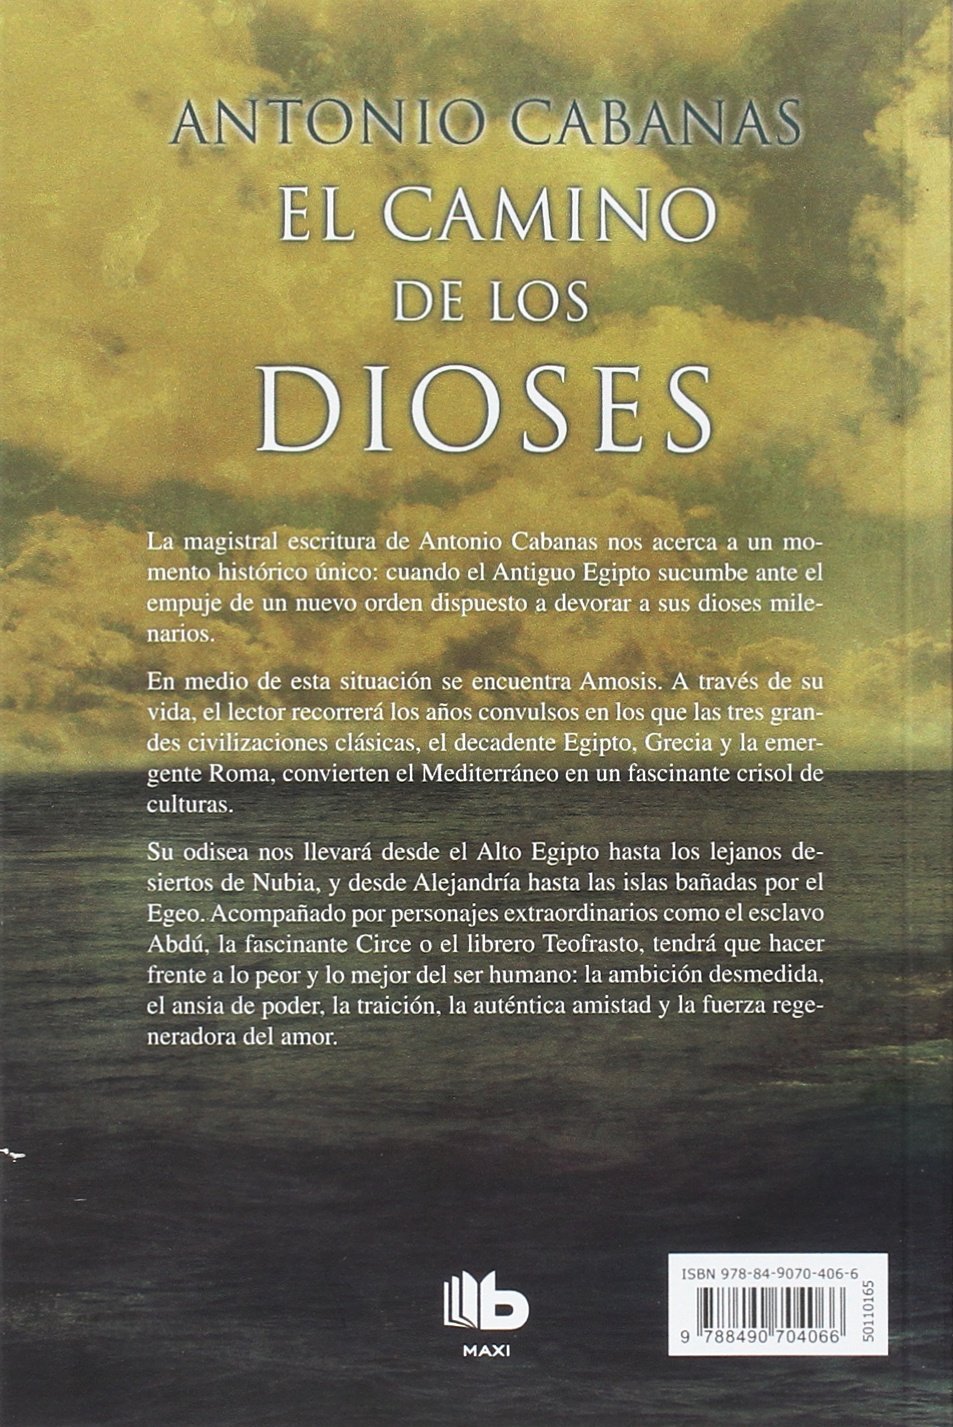 ANTONIO CABANAS
EL CAMINO
DE LOS
DIOSES
La magistral escritura de Antonio Cabanas nos acerca a un mo-
mento histórico único: cuando el Antiguo Egipto sucumbe ante el
empuje de un nuevo orden dispuesto a devorar a sus dioses mile-
narios.
En medio de esta situación se encuentra Amosis. A través de su
vida, el lector recorrerá los años convulsos en los que las tres gran-
des civilizaciones clásicas, el decadente Egipto, Grecia y la emer-
gente Roma, convierten el Mediterráneo en un fascinante crisol de
culturas.
Su odisea nos llevará desde el Alto Egipto hasta los lejanos de-
siertos de Nubia, y desde Alejandría hasta las islas bañadas por el
Egeo. Acompañado por personajes extraordinarios como el esclavo
Abdú, la fascinante Circe o el librero Teofrasto, tendrá que hacer
frente a lo peor y lo mejor del ser humano: la ambición desmedida,
el ansia de poder, la traición, la auténtica amistad y la fuerza rege-
neradora del amor.
b
MAXI
ISBN 978-84-9070-406-6
9 788490 704066
50110165